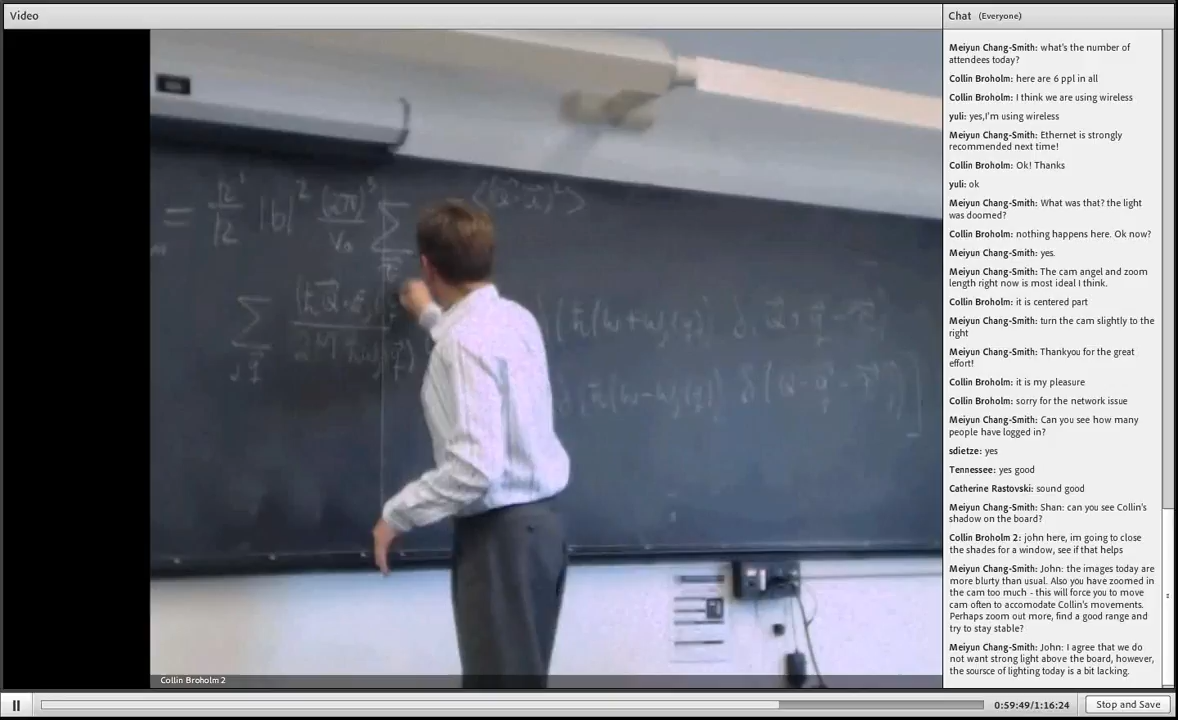 Video
Chat (Everyone)
Meiyun Chang-Smith: what's the number of
attendees today?
Collin Broholm: here are 6 ppl in all
Collin Broholm: I think we are using wireless
yuli: yes,I'm using wireless
Meiyun Chang-Smith: Ethernet is strongly
recommended next time!
Collin Broholm: Ok! Thanks
yuli: ok
Meiyun Chang-Smith: What was that? the light
was doomed?
Collin Broholm: nothing happens here. Ok now?
Meiyun Chang-Smith: yes.
Meiyun Chang-Smith: The cam angel and zoom
length right now is most ideal I think.
Collin Broholm: it is centered part
Meiyun Chang-Smith: turn the cam slightly to the
right
Meiyun Chang-Smith: Thankyou for the great
effort!
Collin Broholm: it is my pleasure
Collin Broholm: sorry for the network issue
Meiyun Chang-Smith: Can you see how many
people have logged in?
sdietze: yes
Tennessee: yes good
Catherine Rastovski: sound good
Meiyun Chang-Smith: Shan: can you see Collin's
shadow on the board?
Collin Broholm 2: john here, im going to close
the shades for a window, see if that helps
Meiyun Chang-Smith: John: the images today are
more blurty than usual. Also you have zoomed in
the cam too much - this will force you to move
cam often to accomodate Collin's movements.
Perhaps zoom out more, find a good range and
try to stay stable?
Meiyun Chang-Smith: John: I agree that we do
not want strong light above the board, however,
the soursce of lighting today is a bit lacking.
Collin Broholm 2
0:59:49/1:16:24
Stop and Save